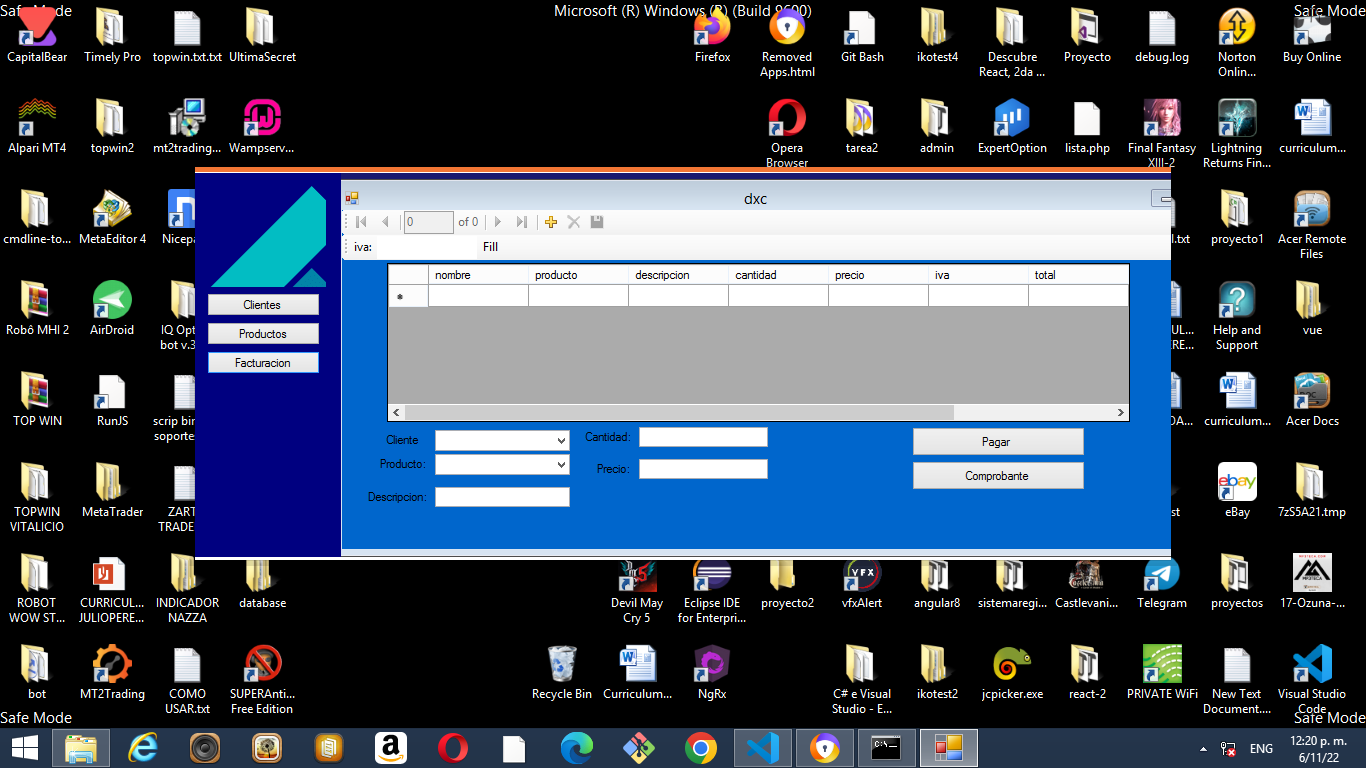 Safe Mode
Microsoft (R) Windows (R) (Build 9600)
Safe Mode
CapitalBear
Timely Pro
topwin.txt.txt
UltimaSecret
Firefox
Removed Apps.html
Git Bash
ikotest4
Descubre React, 2da ...
Proyecto
debug.log
Norton Onlin...
Buy Online
Alpari MT4
topwin2
mt2trading...
Wampserv...
Opera Browser
tarea2
admin
ExpertOption
lista.php
Final Fantasy XIII-2
Lightning Returns Fin...
curriculum...
cmdline-to...
MetaEditor 4
Nicepa
l.txt
proyecto1
Acer Remote Files
Robô MHI 2
AirDroid
IQ Opt
bot v.3
UL...
RE...
Help and Support
vue
TOP WIN
RunJS
scrip bin
soporte
DA...
curriculum...
Acer Docs
TOPWIN VITALICIO
MetaTrader
ZART
TRADE
st
eBay
7zS5A21.tmp
dxc
0
of 0
iva:
Fill
nombre
producto
descripcion
cantidad
precio
iva
total
Clientes
Productos
Facturacion
Cliente
Cantidad:
Pagar
Producto:
Precio:
Comprobante
Descripcion:
ROBOT WOW ST...
CURRICUL... JULIOPERE...
INDICADOR NAZZA
database
Devil May Cry 5
Eclipse IDE for Enterpri...
proyecto2
VFX
vfxAlert
angular8
sistemaregi...
Castlevani...
Telegram
proyectos
17-Ozuna-...
bot
MT2Trading
COMO USAR.txt
SUPERAnti... Free Edition
Recycle Bin
Curriculum...
NgRx
C# e Visual Studio - E...
ikotest2
jcpicker.exe
react-2
PRIVATE WiFi
New Text Document....
Visual Studio Code
Safe Mode
Safe Mode
ENG
12:20 p. m.
6/11/22